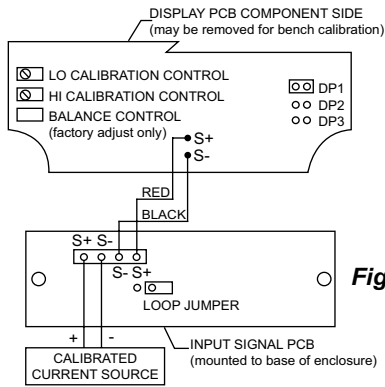 DISPLAY PCB COMPONENT SIDE
(may be removed for bench calibration)
LO CALIBRATION CONTROL
HI CALIBRATION CONTROL
BALANCE CONTROL
(factory adjust only)
DP1
DP2
DP3
S+
S-
RED
BLACK
S+ S-
S- S+
LOOP JUMPER
Fig
+ -
INPUT SIGNAL PCB
(mounted to base of enclosure)
CALIBRATED
CURRENT SOURCE